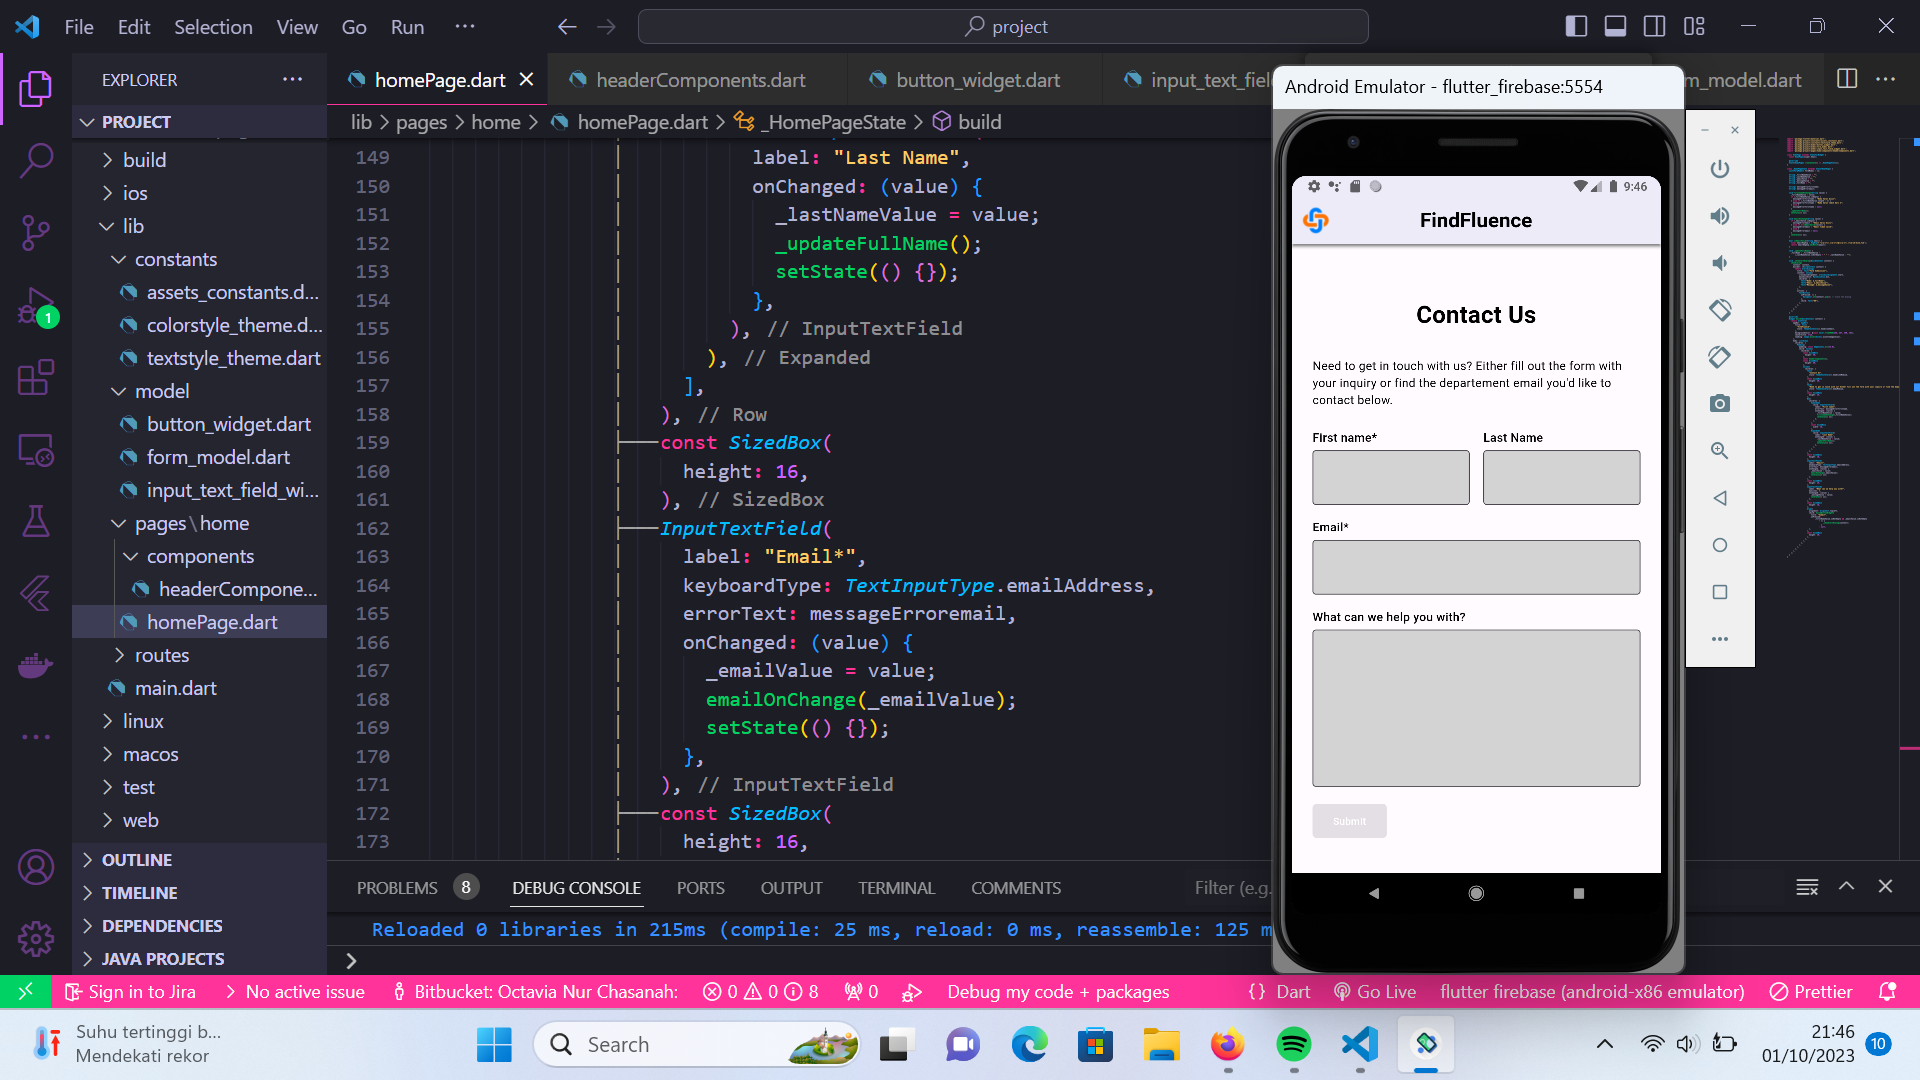 File Edit Selection View Go Run ...
project
EXPLORER
PROJECT
build
ios
lib
constants
assets_constants.d...
colorstyle_theme.d...
textstyle_theme.dart
model
button_widget.dart
form_model.dart
input_text_field_wi...
pages\home
components
headerCompone...
homePage.dart
routes
main.dart
linux
macos
test
web
OUTLINE
TIMELINE
DEPENDENCIES
JAVA PROJECTS
1
homePage.dart headerComponents.dart button_widget.dart input_text_fiel m_model.dart
lib > pages > home > homePage.dart > _HomePageState > build
149 label: "Last Name",
150 onChanged: (value) {
151 _lastNameValue = value;
152 _updateFullName();
153 setState(() {});
154 },
155 ), // InputTextField
156 ), // Expanded
157 ],
158 ), // Row
159 const SizedBox(
160 height: 16,
161 ), // SizedBox
162 InputTextField(
163 label: "Email*",
164 keyboardType: TextInputType.emailAddress,
165 errorText: messageErroremail,
166 onChanged: (value) {
167 _emailValue = value;
168 emailOnChange(_emailValue);
169 setState(() {});
170 },
171 ), // InputTextField
172 const SizedBox(
173 height: 16,
PROBLEMS 8 DEBUG CONSOLE PORTS OUTPUT TERMINAL COMMENTS Filter (e.g.
Reloaded 0 libraries in 215ms (compile: 25 ms, reload: 0 ms, reassemble: 125 m
>
Android Emulator - flutter_firebase:5554
9:46
FindFluence
Contact Us
Need to get in touch with us? Either fill out the form with
your inquiry or find the departement email you'd like to
contact below.
First name* Last Name
Email*
What can we help you with?
Submit
Sign in to Jira No active issue Bitbucket: Octavia Nur Chasanah: 0 0 8 0 Debug my code + packages {} Dart Go Live flutter firebase (android-x86 emulator) Prettier
Suhu tertinggi b...
Mendekati rekor
Search
21:46
01/10/2023
10